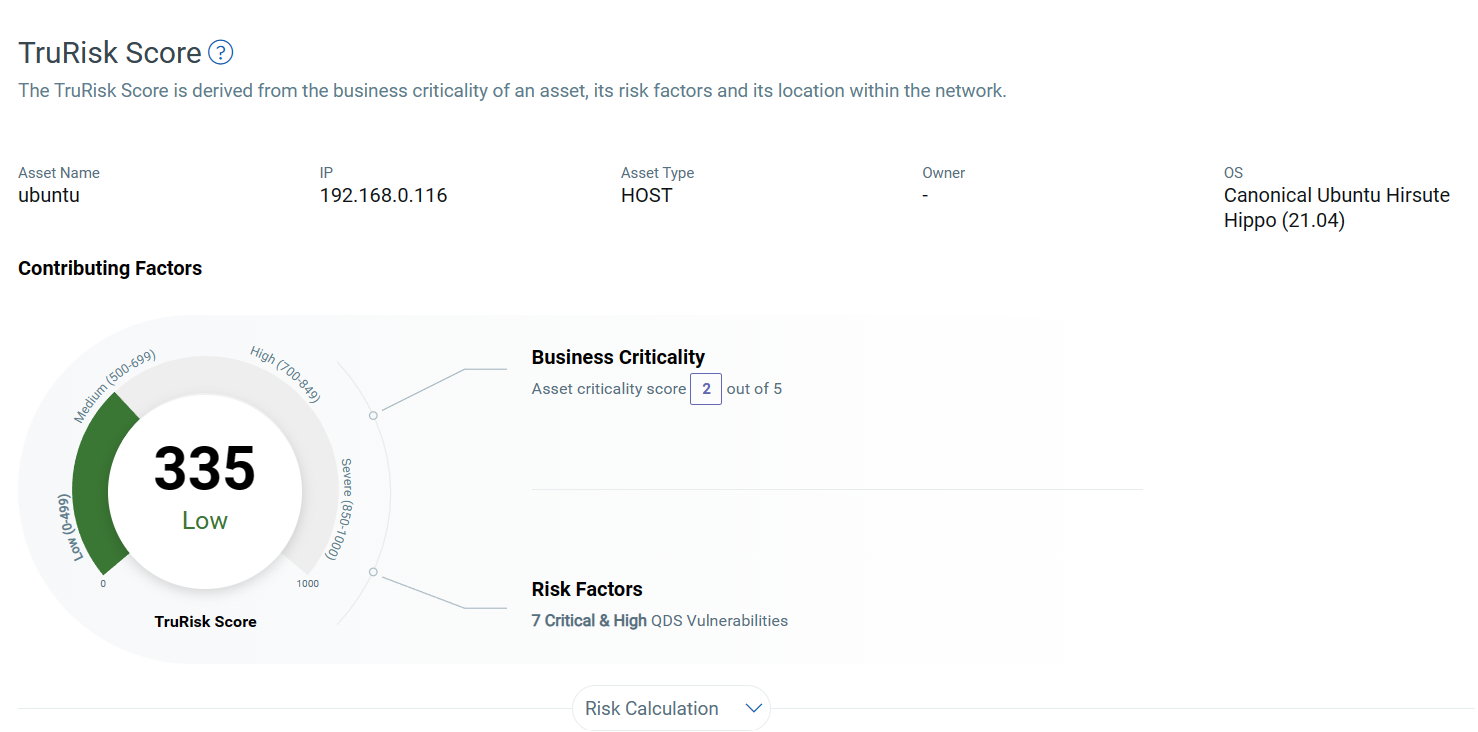 TruRisk Score ?
The TruRisk Score is derived from the business criticality of an asset, its risk factors and its location within the network.
Asset Name
ubuntu
IP
192.168.0.116
Asset Type
HOST
Owner
-
OS
Canonical Ubuntu Hirsute
Hippo (21.04)
Contributing Factors
Low (0-499)
Medium (500-699)
High (700-849)
Severe (850-1000)
335
Low
0
1000
TruRisk Score
Business Criticality
Asset criticality score 2 out of 5
Risk Factors
7 Critical & High QDS Vulnerabilities
Risk Calculation